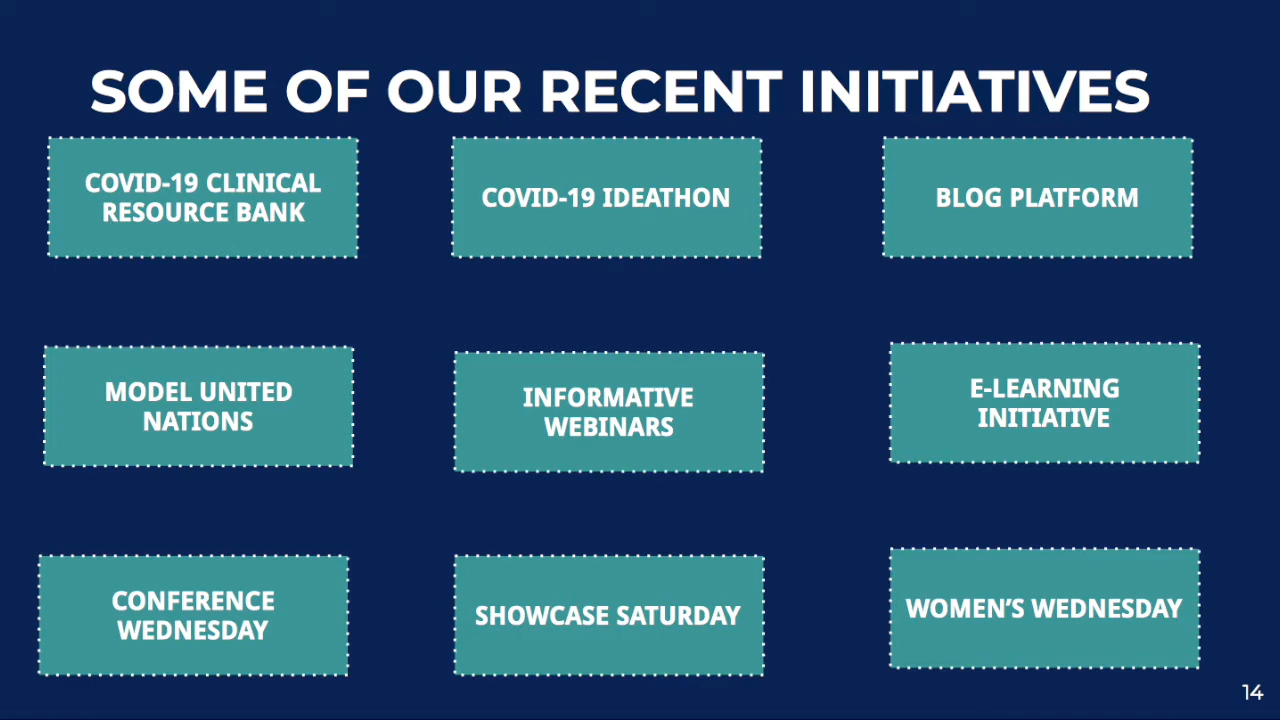 SOME OF OUR RECENT INITIATIVES
COVID-19 CLINICAL
RESOURCE BANK
COVID-19 IDEATHON
BLOG PLATFORM
MODEL UNITED
NATIONS
INFORMATIVE
WEBINARS
E-LEARNING
INITIATIVE
CONFERENCE
WEDNESDAY
SHOWCASE SATURDAY
WOMEN’S WEDNESDAY
14